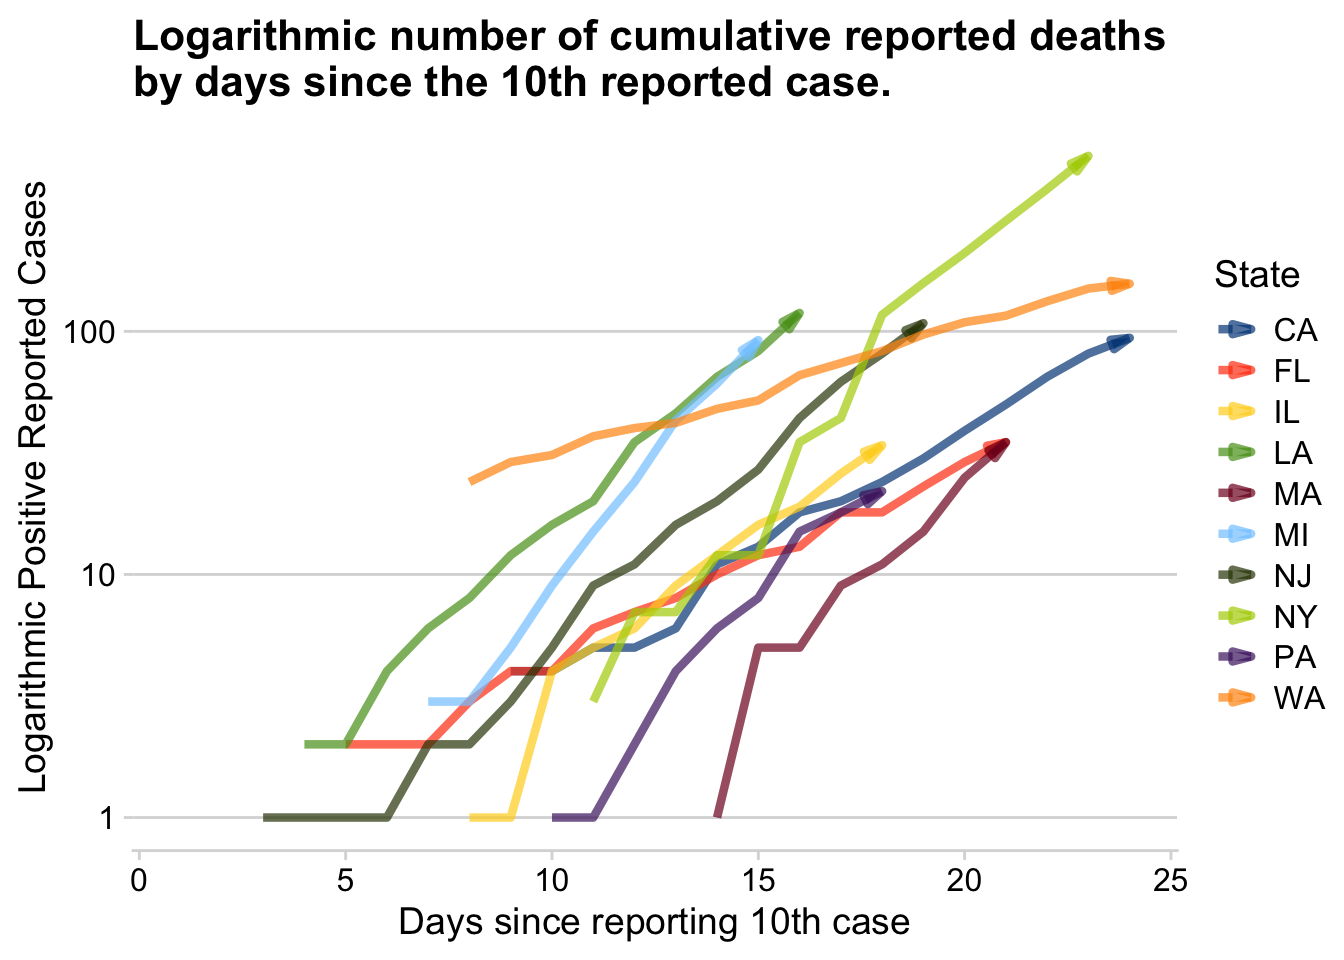 Logarithmic number of cumulative reported deaths
by days since the 10th reported case.
Logarithmic Positive Reported Cases
100
10
1
0 5 10 15 20 25
Days since reporting 10th case
State
CA
FL
IL
LA
MA
MI
NJ
NY
PA
WA